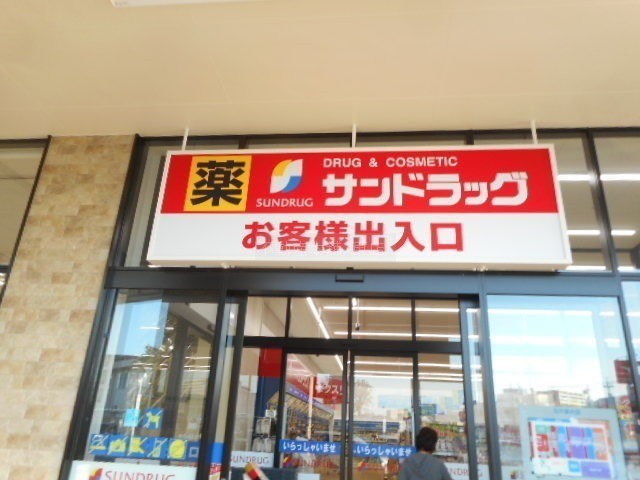 薬
DRUG & COSMETIC
SUNDRUG サンドラッグ
お客様出入口
いらっしゃいませ
いらっしゃいませ
SUNDRUG